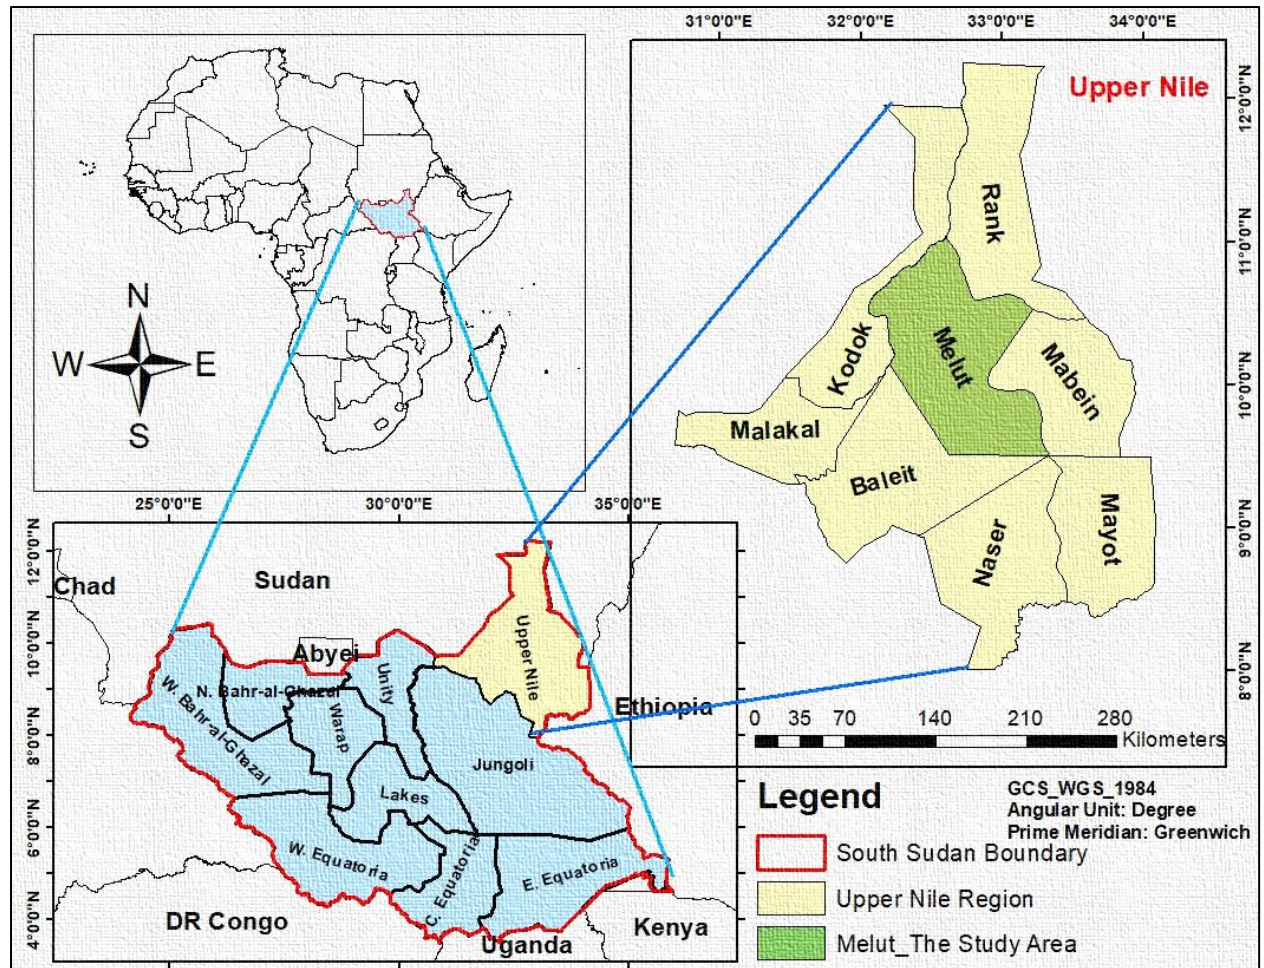 31°0'0"E 32°0'0"E 33°0'0"E 34°0'0"E
Upper Nile
12°0'0"N
11°0'0"N
10°0'0"N
9°0'0"N
8°0'0"N
Rank
Melut
Kodok
Mabein
Malakal
Baleit
Naser
Mayot
N
W E
S
25°0'0"E 30°0'0"E 35°0'0"E
12°0'0"N
10°0'0"N
8°0'0"N
6°0'0"N
4°0'0"N
Chad
Sudan
Abyei
Upper Nile
Unity
N. Bahr-al-Ghazal
W. Bahr-al-Ghazal
Warap
Ethiopia
Jungoli
Lakes
W. Equatoria
C. Equatoria
E. Equatoria
DR Congo
Uganda
Kenya
0 35 70 140 210 280
Kilometers
Legend
GCS_WGS_1984
Angular Unit: Degree
Prime Meridian: Greenwich
South Sudan Boundary
Upper Nile Region
Melut_The Study Area